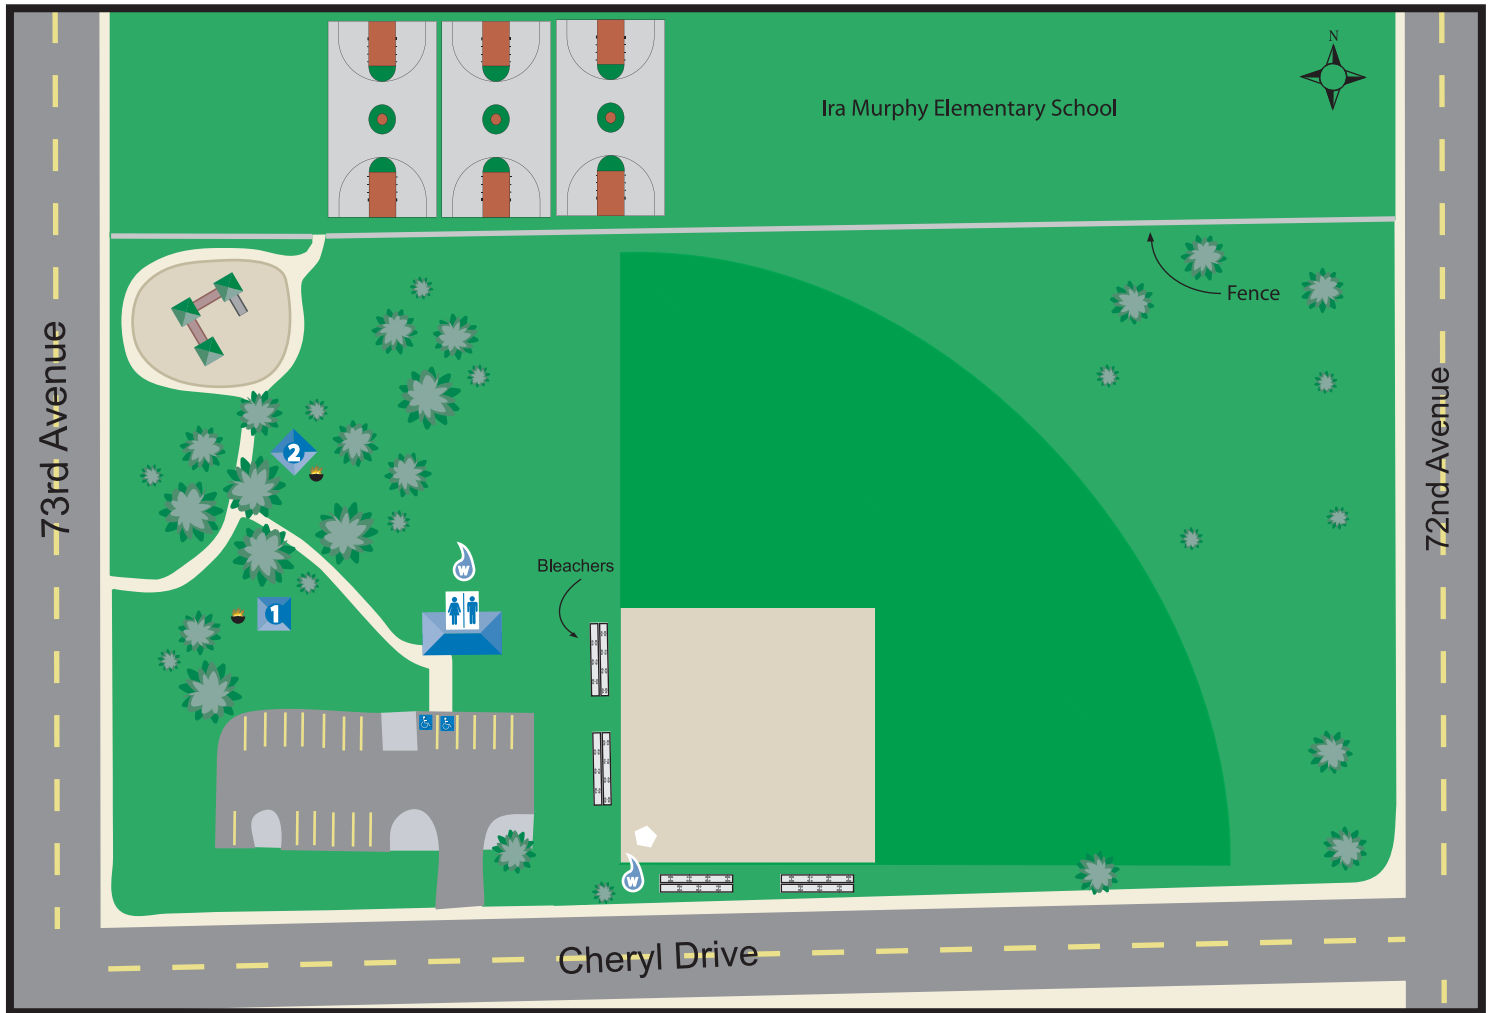 N
Ira Murphy Elementary School
Fence
73rd Avenue
72nd Avenue
2
W
Bleachers
1
W
Cheryl Drive